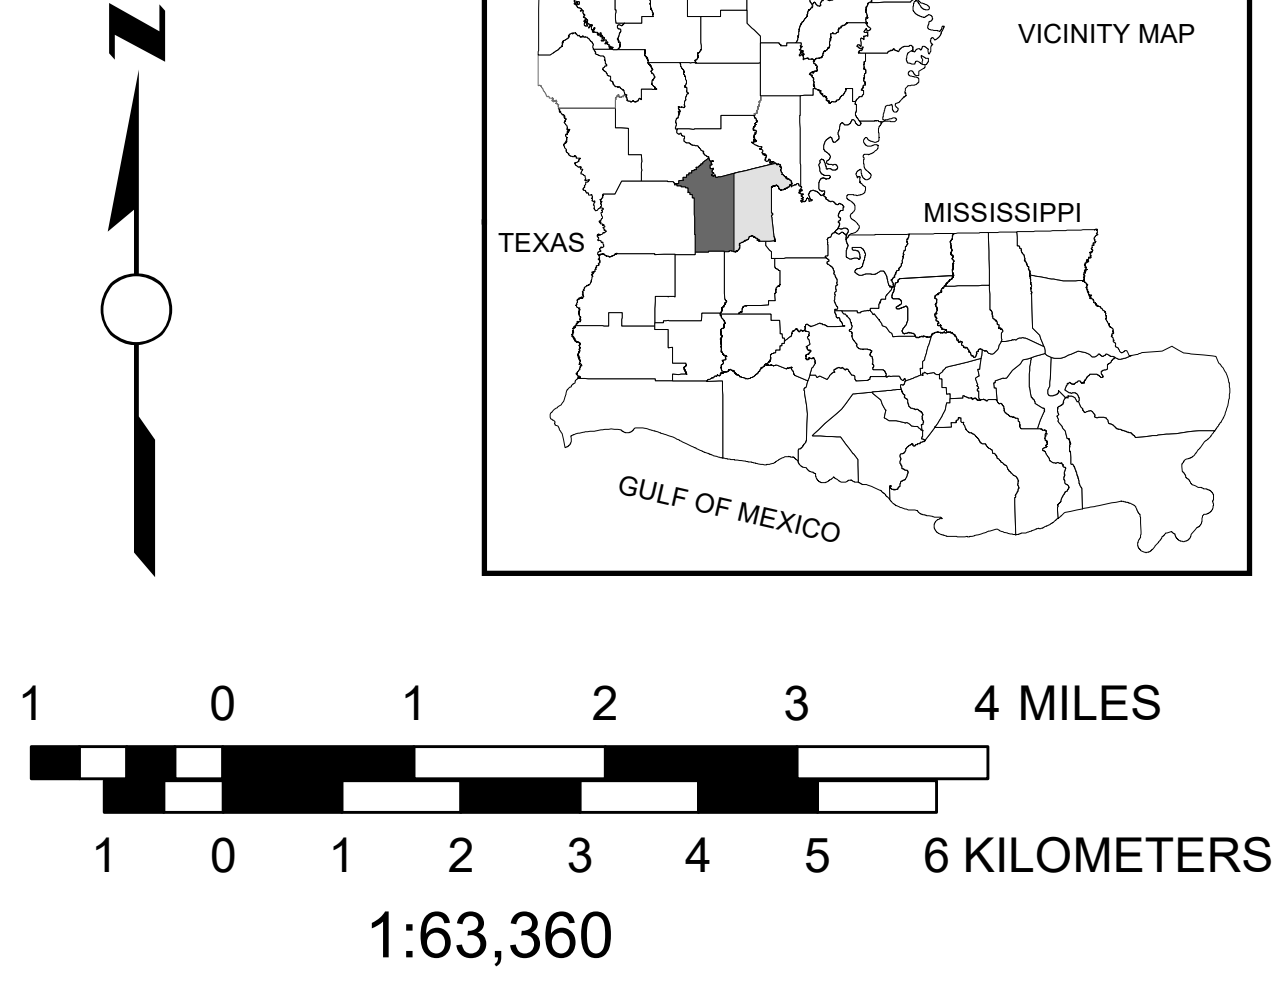 N
VICINITY MAP
MISSISSIPPI
TEXAS
GULF OF MEXICO
1 0 1 2 3 4 MILES
1 0 1 2 3 4 5 6 KILOMETERS
1:63,360